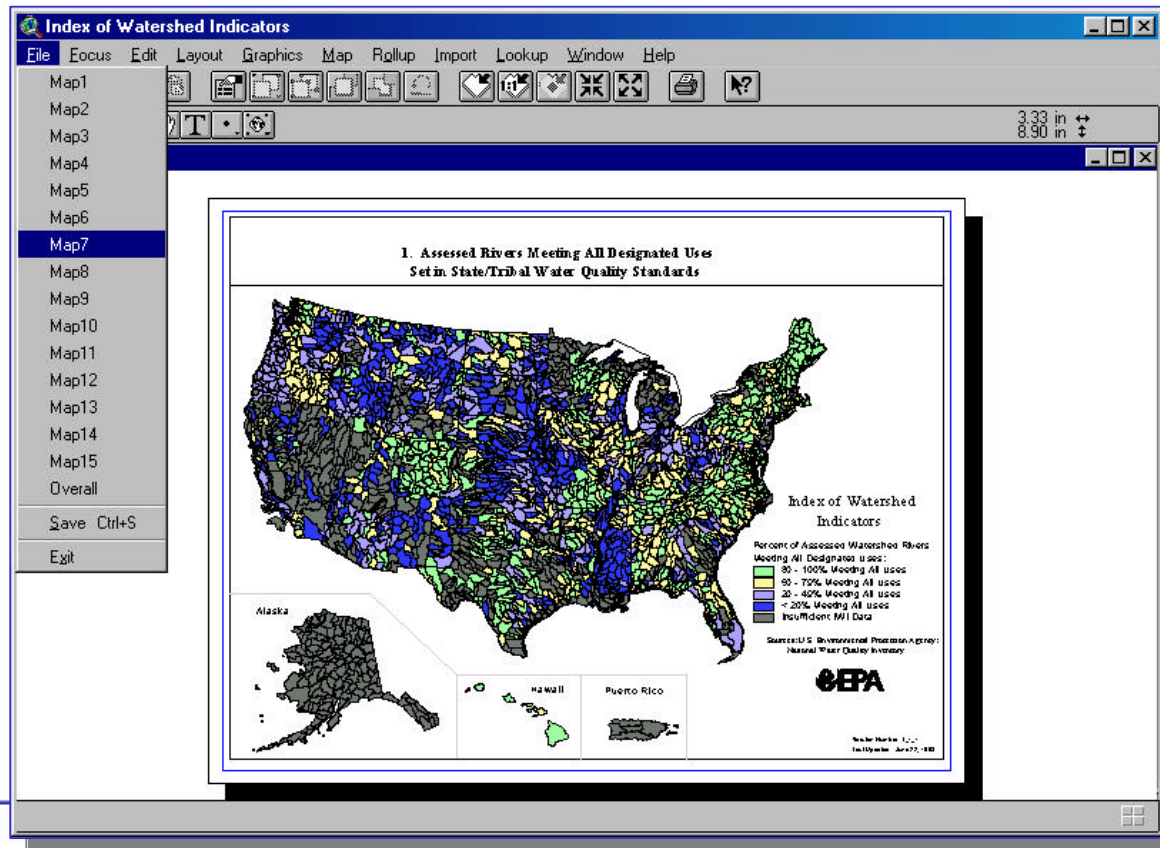 Index of Watershed Indicators
File Focus Edit Layout Graphics Map Rollup Import Lookup Window Help
3.33 in
8.90 in
Map1
Map2
Map3
Map4
Map5
Map6
Map7
Map8
Map9
Map10
Map11
Map12
Map13
Map14
Map15
Overall
Save Ctrl+S
Exit
1. Assessed Rivers Meeting All Designated Uses
Set in State/Tribal Water Quality Standards
Index of Watershed
Indicators
Percent of Assessed Watershed Rivers
Meeting All Designated uses:
80 - 100% Meeting All uses
50 - 79% Meeting All uses
20 - 49% Meeting All uses
< 20% Meeting All uses
Insufficient IWI Data
Source: U.S. Environmental Protection Agency:
National Water Quality Inventory
EPA
Alaska
Hawaii
Puerto Rico